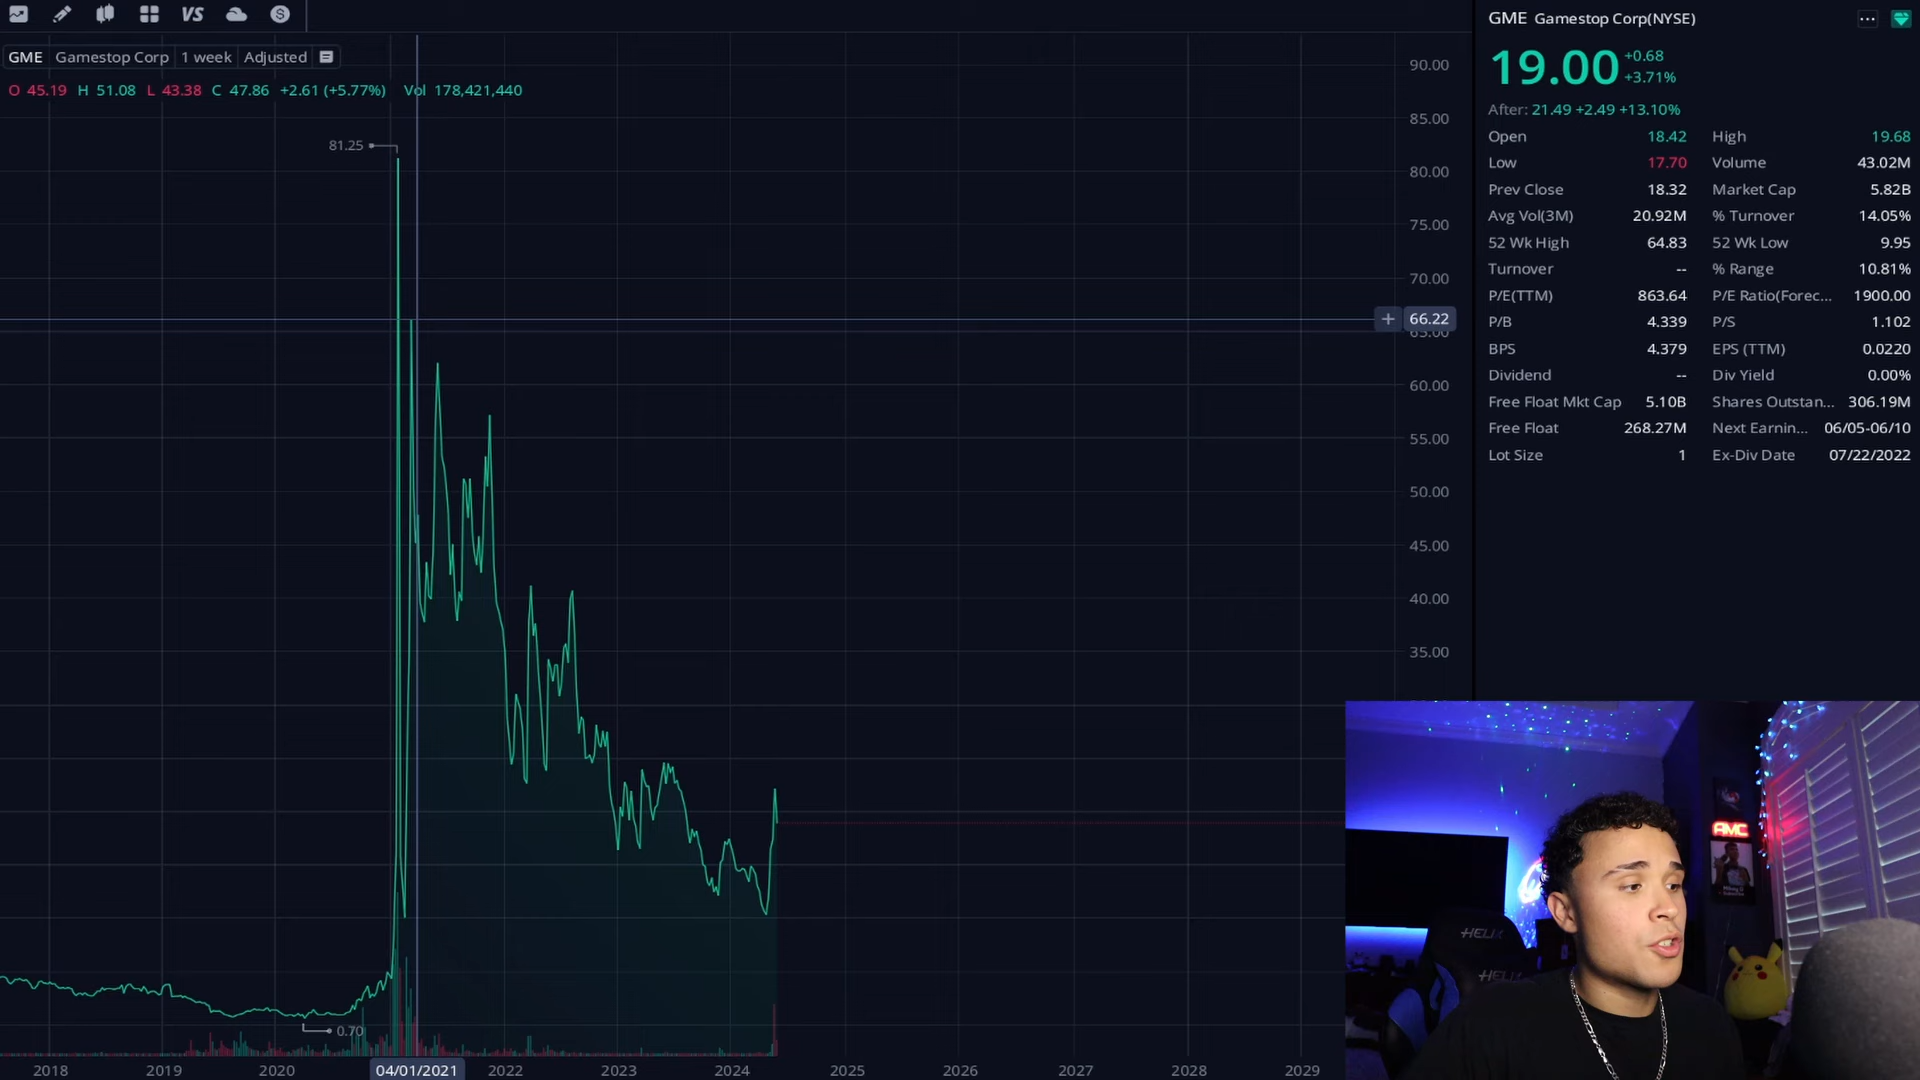 VS
GME Gamestop Corp 1 week Adjusted
O 45.19 H 51.08 L 43.38 C 47.86 +2.61 (+5.77%) Vol 178,421,440
81.25
0.70
90.00
85.00
80.00
75.00
70.00
66.22
65.00
60.00
55.00
50.00
45.00
40.00
35.00
2018 2019 2020 04/01/2021 2022 2023 2024 2025 2026 2027 2028 2029
GME Gamestop Corp(NYSE)
19.00 +0.68
+3.71%
After: 21.49 +2.49 +13.10%
Open 18.42 High 19.68
Low 17.70 Volume 43.02M
Prev Close 18.32 Market Cap 5.82B
Avg Vol(3M) 20.92M % Turnover 14.05%
52 Wk High 64.83 52 Wk Low 9.95
Turnover -- % Range 10.81%
P/E(TTM) 863.64 P/E Ratio(Forec... 1900.00
P/B 4.339 P/S 1.102
BPS 4.379 EPS (TTM) 0.0220
Dividend -- Div Yield 0.00%
Free Float Mkt Cap 5.10B Shares Outstan... 306.19M
Free Float 268.27M Next Earnin... 06/05-06/10
Lot Size 1 Ex-Div Date 07/22/2022
AMC
HELIX
HELIX